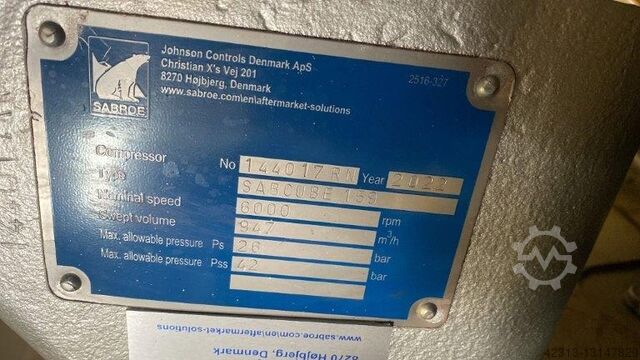 Johnson Controls Denmark ApS
Christian X's Vej 201
8270 Højbjerg, Denmark
www.sabroe.com\en\aftermarket-solutions
2516-327
SABROE
Compressor No 144017 RN Year 2022
Type SABCUBE 159
Nominal speed 6000 rpm
Swept volume 947 m³/h
Max. allowable pressure Ps 26 bar
Max. allowable pressure Pss 42 bar
www.sabroe.com\en\aftermarket-solutions
8270 Højbjerg, Denmark